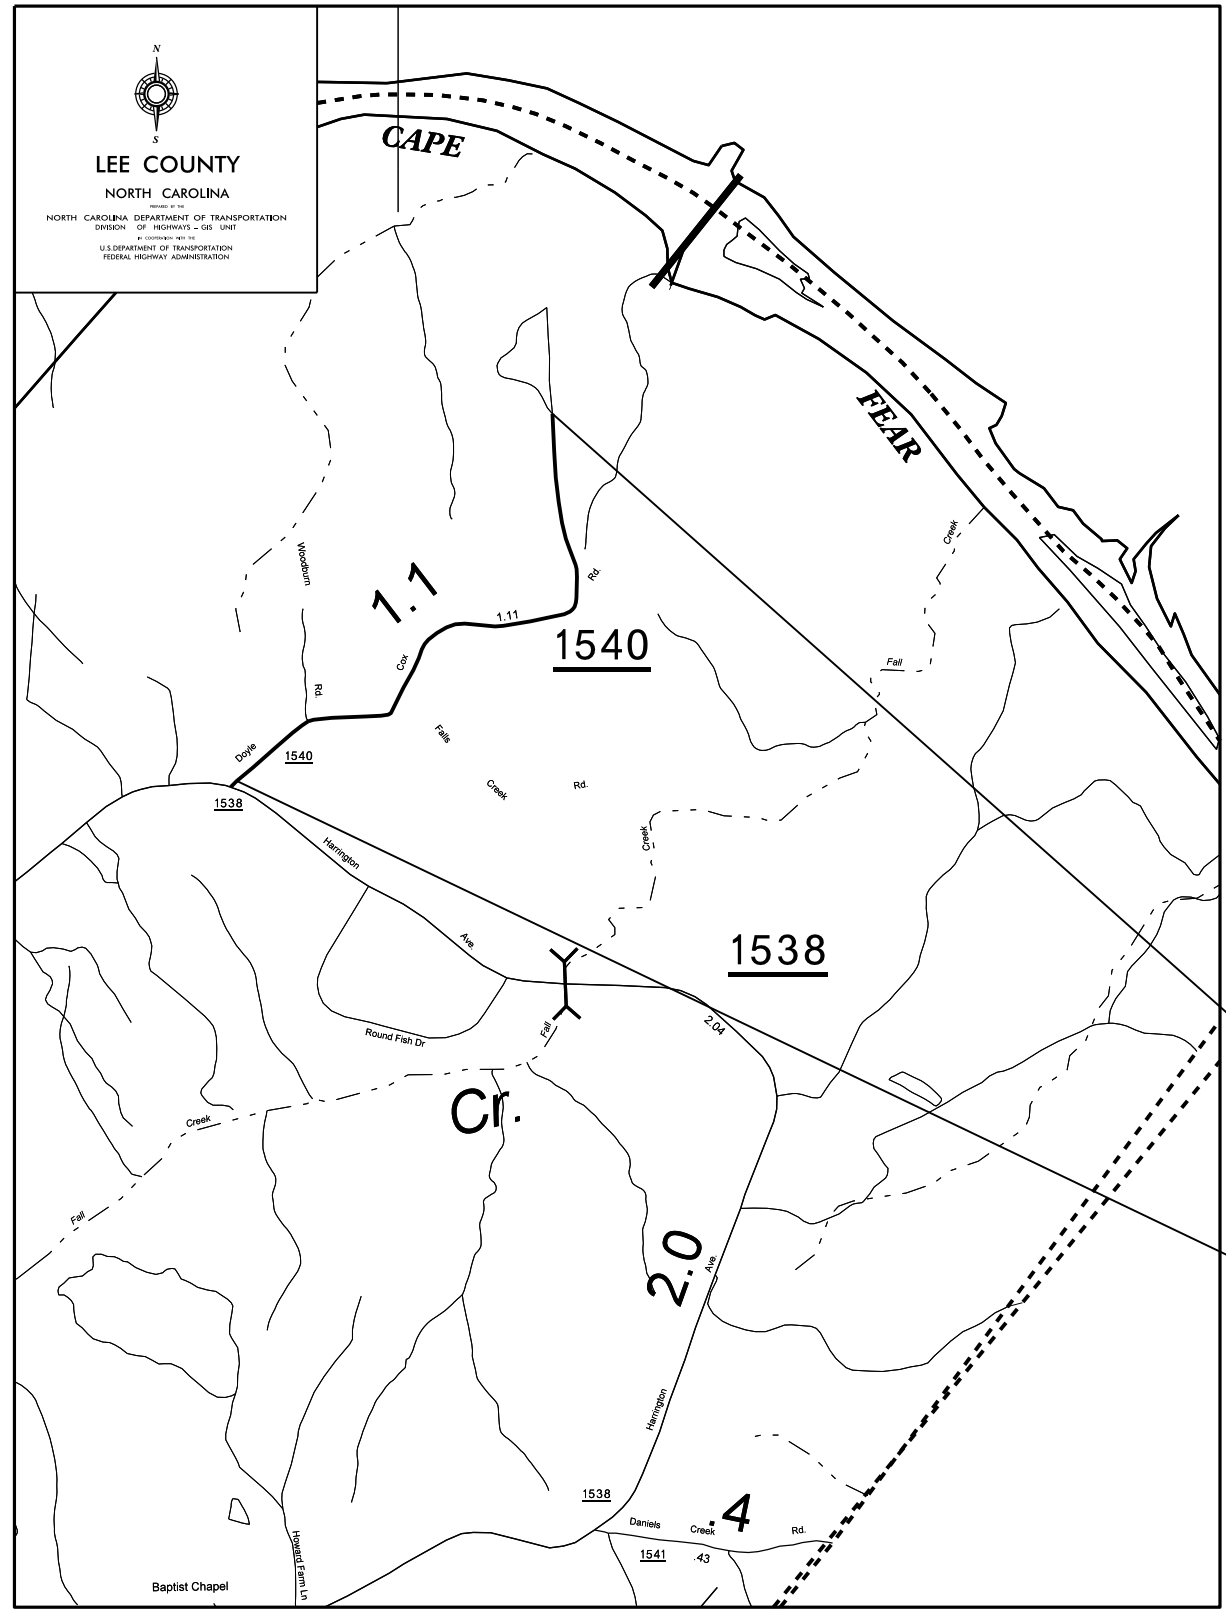 N
S
LEE COUNTY
NORTH CAROLINA
PREPARED BY THE
NORTH CAROLINA DEPARTMENT OF TRANSPORTATION
DIVISION OF HIGHWAYS – GIS UNIT
IN COOPERATION WITH THE
U.S.DEPARTMENT OF TRANSPORTATION
FEDERAL HIGHWAY ADMINISTRATION
CAPE
FEAR
Creek
Woodburn
Rd.
1.1
Rd.
1.11
1540
Cox
Fall
Doyle
1540
Falls
Creek
Rd.
1538
Harrington
Creek
Ave.
1538
2.04
Round Fish Dr
Fall
Cr.
Creek
Fall
2.0
Ave.
Harrington
1538
.4
Daniels
Creek
Rd.
1541
.43
Howard Farm Ln
Baptist Chapel